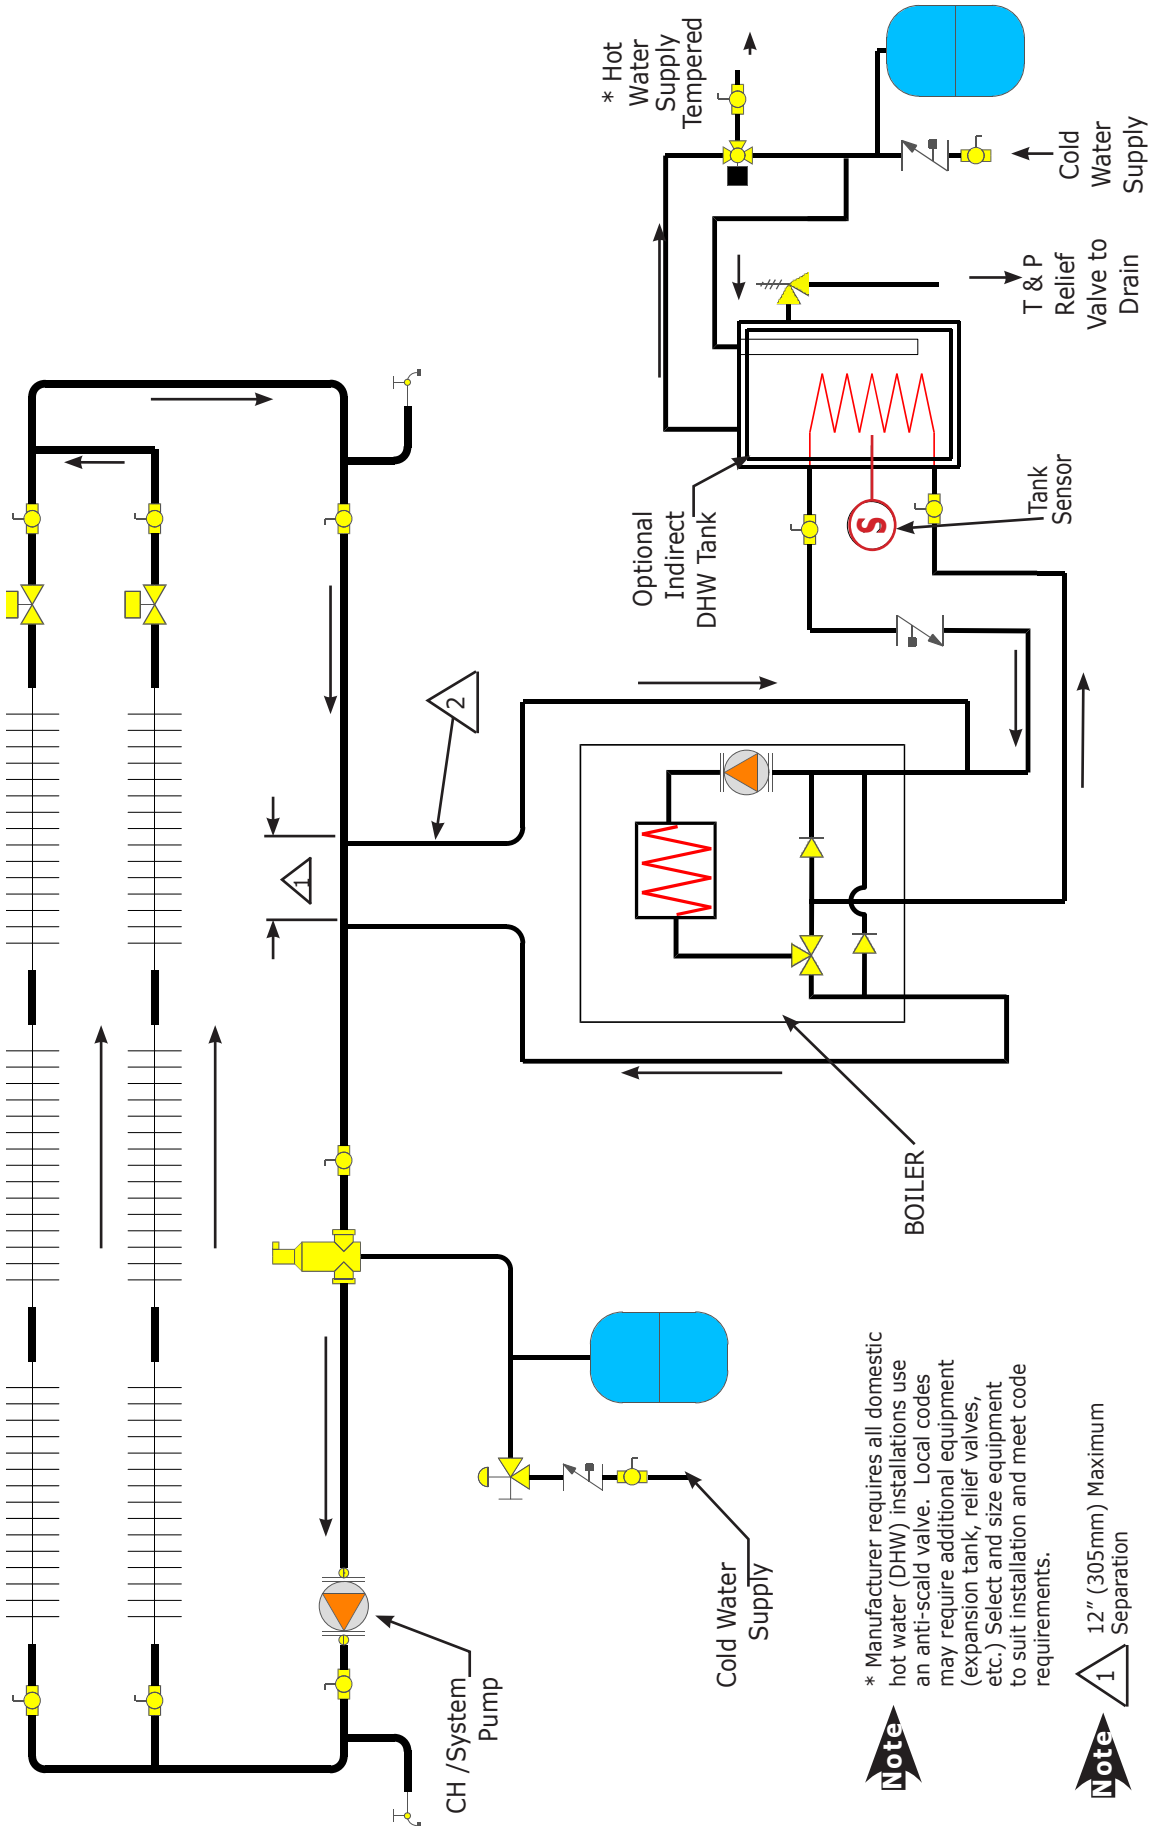 * Hot
Water
Supply
Tempered
Cold
Water
Supply
T & P
Relief
Valve to
Drain
Optional
Indirect
DHW Tank
S
Tank
Sensor
2
1
BOILER
CH /System
Pump
Cold Water
Supply
Note
* Manufacturer requires all domestic
hot water (DHW) installations use
an anti-scald valve. Local codes
may require additional equipment
(expansion tank, relief valves,
etc.) Select and size equipment
to suit installation and meet code
requirements.
Note
1
12” (305mm) Maximum
Separation